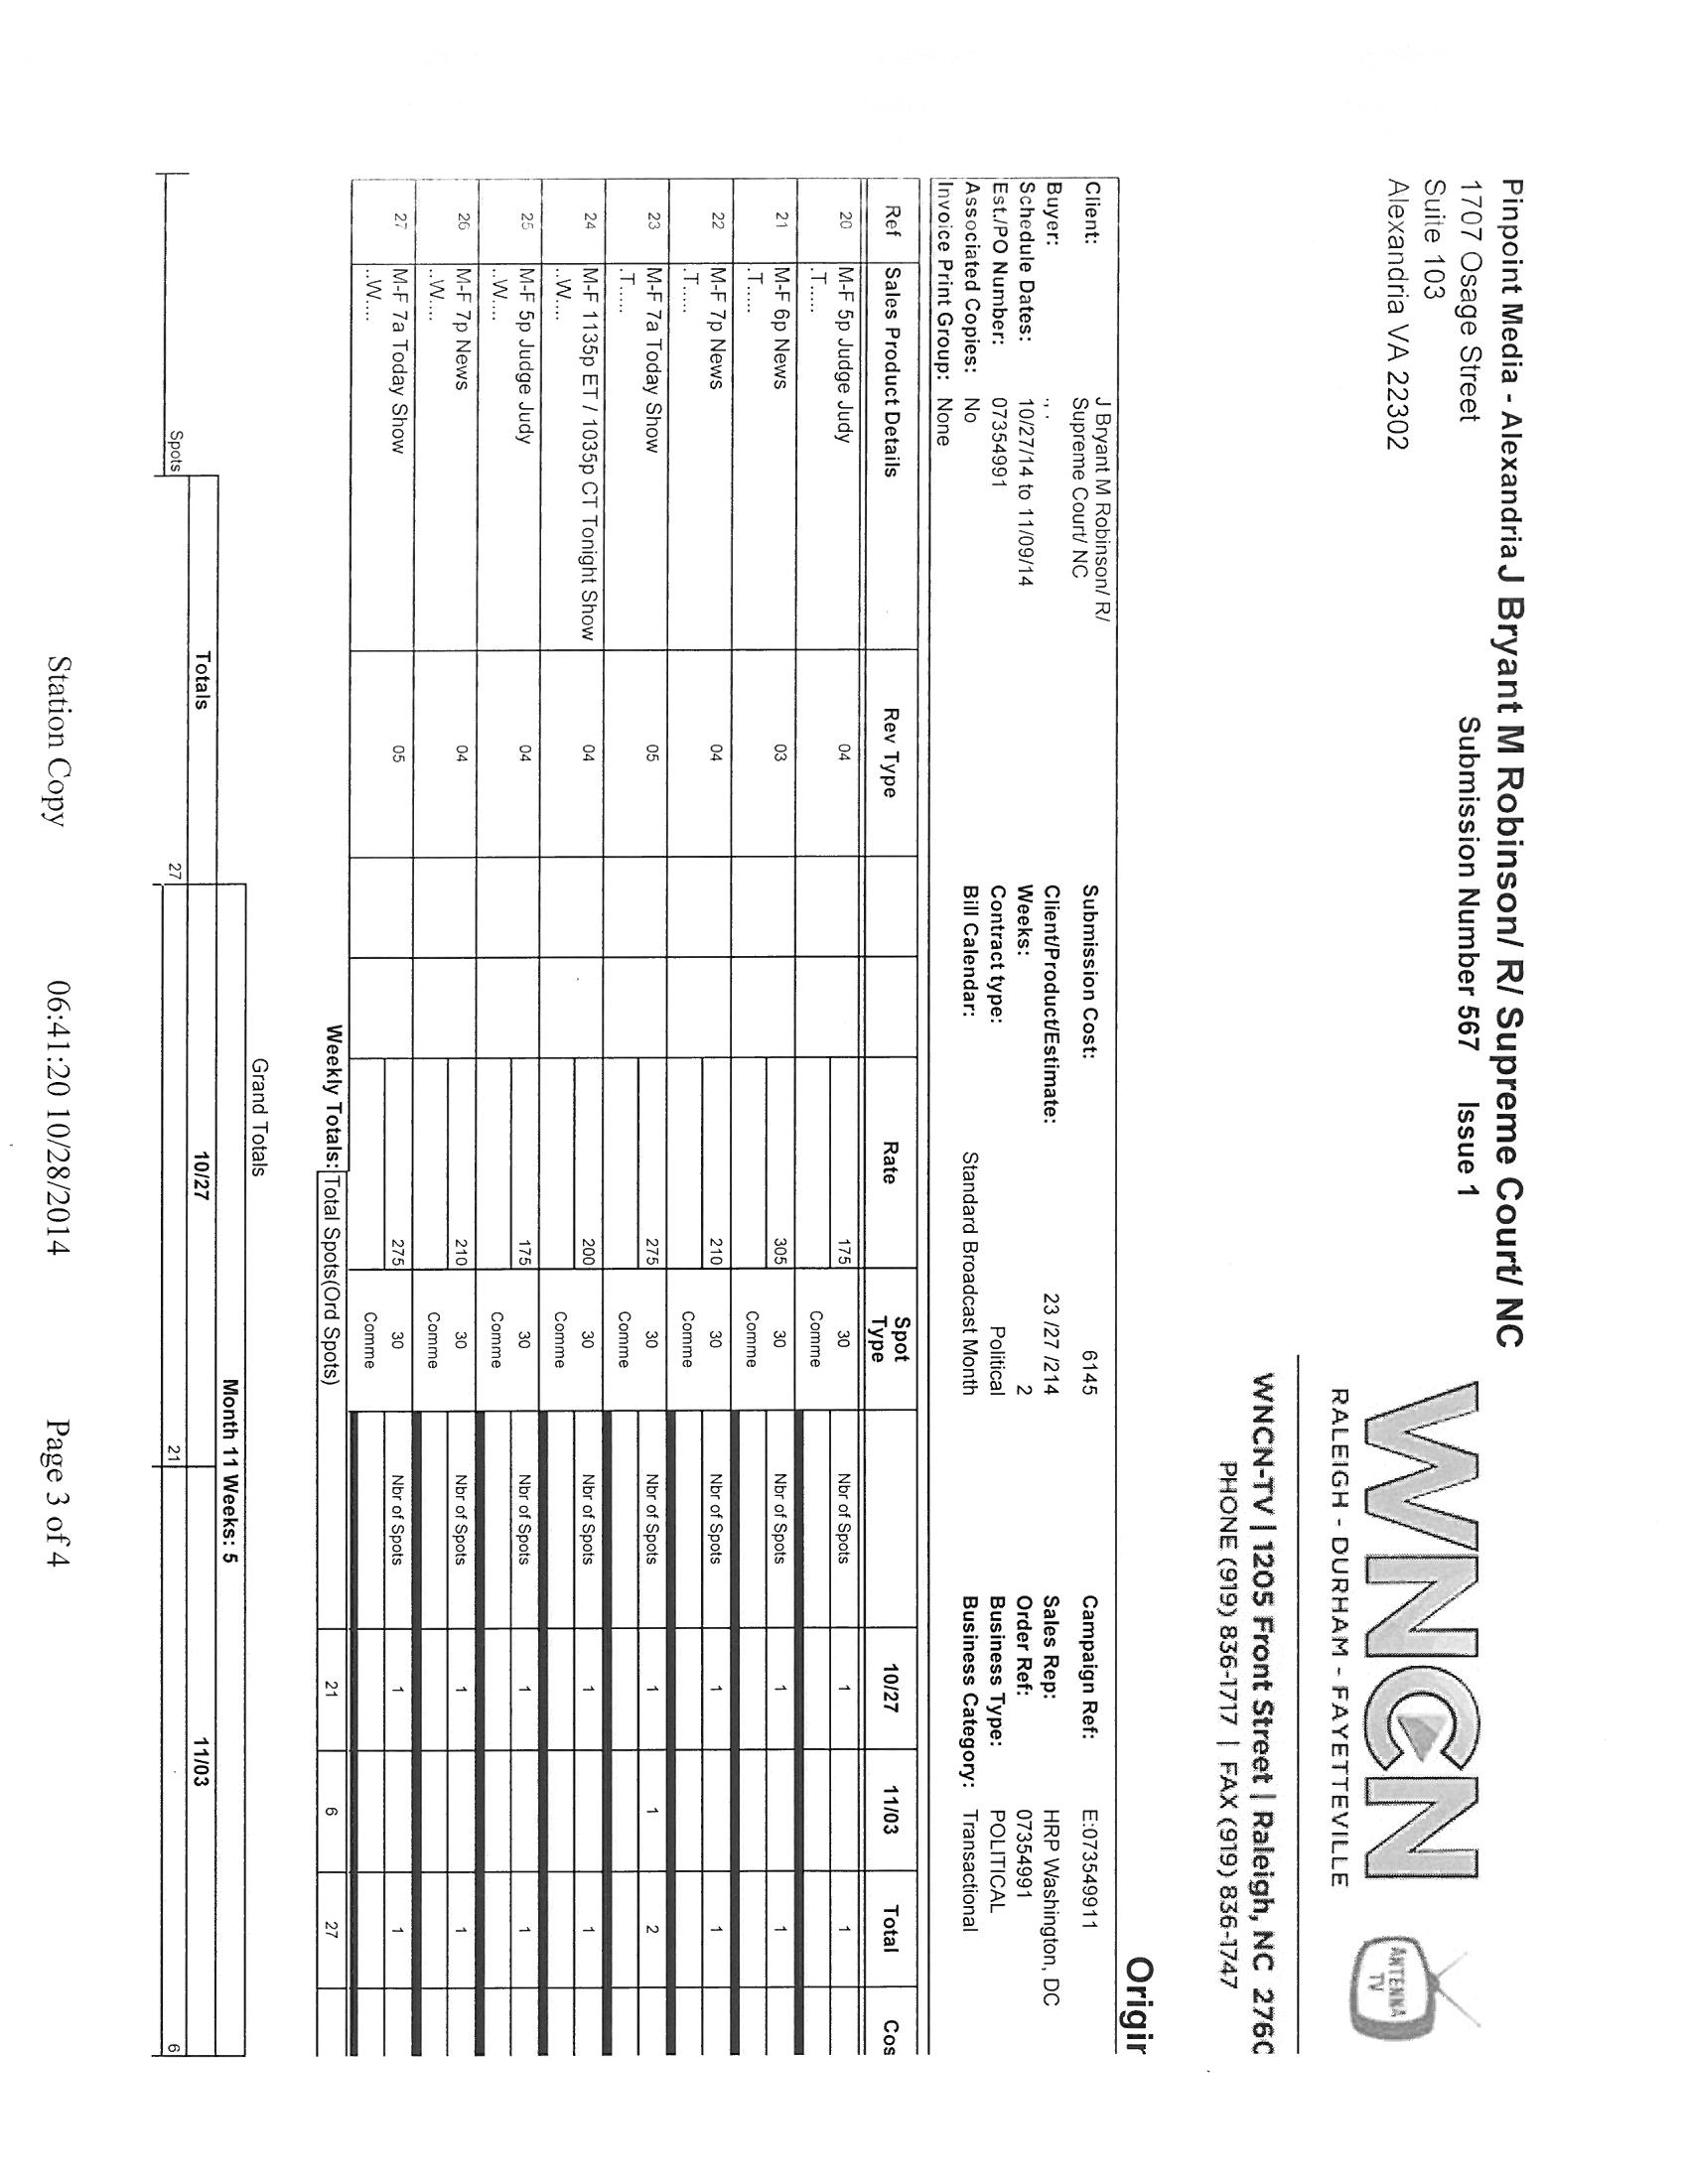 Pinpoint Media - Alexandria J Bryant M Robinson/ R/ Supreme Court/ NC
1707 Osage Street Submission Number 567 Issue 1
Suite 103
Alexandria VA 22302
WNCN
ANTENNA TV
RALEIGH - DURHAM - FAYETTEVILLE
WNCN-TV | 1205 Front Street | Raleigh, NC 2760
PHONE (919) 836-1717 | FAX (919) 836-1747
Origir
Client: J Bryant M Robinson/ R/ Supreme Court/ NC Submission Cost: 6145 Campaign Ref: E:073549911
Buyer: , , Client/Product/Estimate: 23 /27 /214 Sales Rep: HRP Washington, DC
Schedule Dates: 10/27/14 to 11/09/14 Weeks: 2 Order Ref: 07354991
Est./PO Number: 07354991 Contract type: Political Business Type: POLITICAL
Associated Copies: No Bill Calendar: Standard Broadcast Month Business Category: Transactional
Invoice Print Group: None
Ref Sales Product Details Rev Type Rate Spot Type 10/27 11/03 Total Cos
20 M-F 5p Judge Judy 04 175 30 Nbr of Spots 1 1
.T..... Comme
21 M-F 6p News 03 305 30 Nbr of Spots 1 1
.T..... Comme
22 M-F 7p News 04 210 30 Nbr of Spots 1 1
.T..... Comme
23 M-F 7a Today Show 05 275 30 Nbr of Spots 1 1 2
.T..... Comme
24 M-F 1135p ET / 1035p CT Tonight Show 04 200 30 Nbr of Spots 1 1
..W.... Comme
25 M-F 5p Judge Judy 04 175 30 Nbr of Spots 1 1
..W.... Comme
26 M-F 7p News 04 210 30 Nbr of Spots 1 1
..W.... Comme
27 M-F 7a Today Show 05 275 30 Nbr of Spots 1 1
..W.... Comme
Weekly Totals: Total Spots(Ord Spots) 21 6 27
Grand Totals
Month 11 Weeks: 5
Totals 10/27 11/03
Spots 27 21 6
Station Copy 06:41:20 10/28/2014 Page 3 of 4